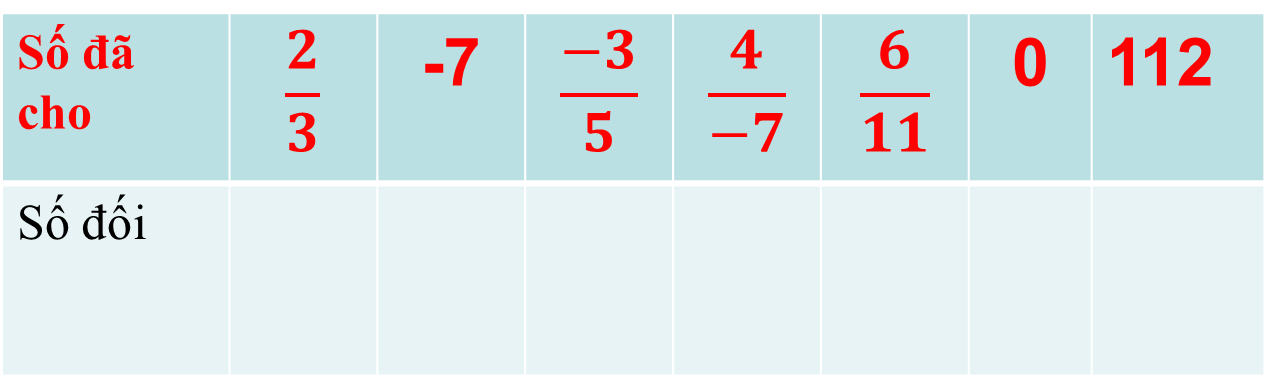 Số đã cho | 2/3 | -7 | −3/5 | 4/−7 | 6/11 | 0 | 112
Số đối